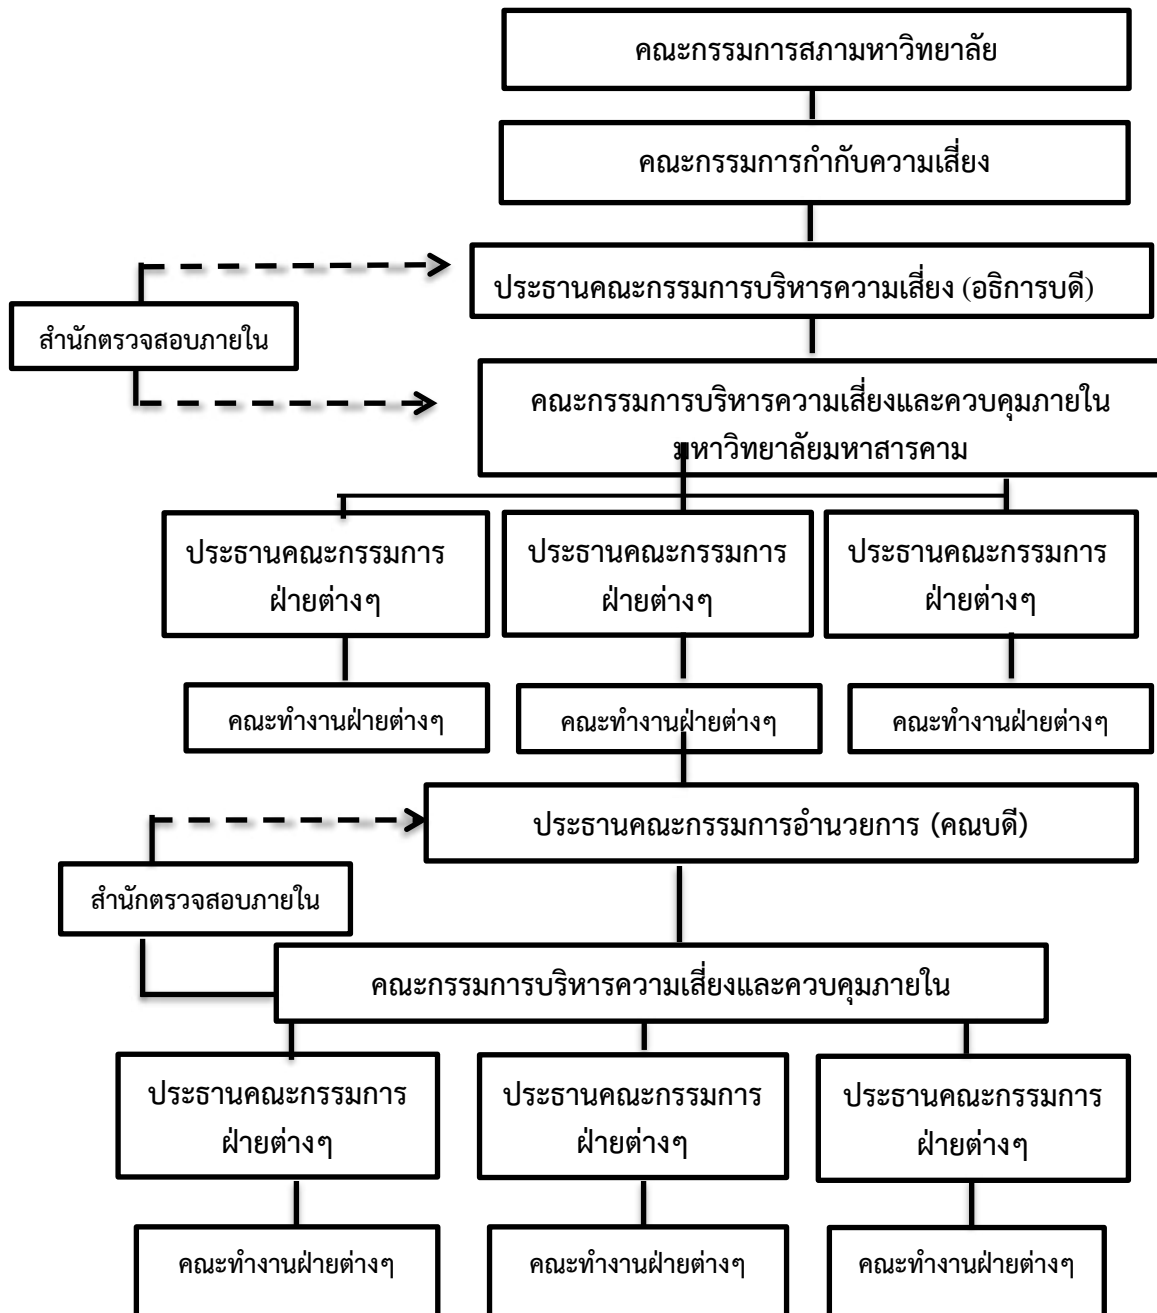 คณะกรรมการสภามหาวิทยาลัย
คณะกรรมการกำกับความเสี่ยง
ประธานคณะกรรมการบริหารความเสี่ยง (อธิการบดี)
สำนักตรวจสอบภายใน
คณะกรรมการบริหารความเสี่ยงและควบคุมภายใน
มหาวิทยาลัยมหาสารคาม
ประธานคณะกรรมการ
ฝ่ายต่างๆ
ประธานคณะกรรมการ
ฝ่ายต่างๆ
ประธานคณะกรรมการ
ฝ่ายต่างๆ
คณะทำงานฝ่ายต่างๆ
คณะทำงานฝ่ายต่างๆ
คณะทำงานฝ่ายต่างๆ
ประธานคณะกรรมการอำนวยการ (คณบดี)
สำนักตรวจสอบภายใน
คณะกรรมการบริหารความเสี่ยงและควบคุมภายใน
ประธานคณะกรรมการ
ฝ่ายต่างๆ
ประธานคณะกรรมการ
ฝ่ายต่างๆ
ประธานคณะกรรมการ
ฝ่ายต่างๆ
คณะทำงานฝ่ายต่างๆ
คณะทำงานฝ่ายต่างๆ
คณะทำงานฝ่ายต่างๆ